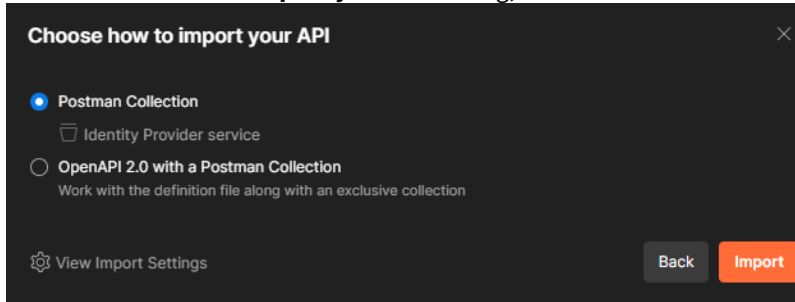 Choose how to import your API
Postman Collection
Identity Provider service
OpenAPI 2.0 with a Postman Collection
Work with the definition file along with an exclusive collection
View Import Settings
Back
Import